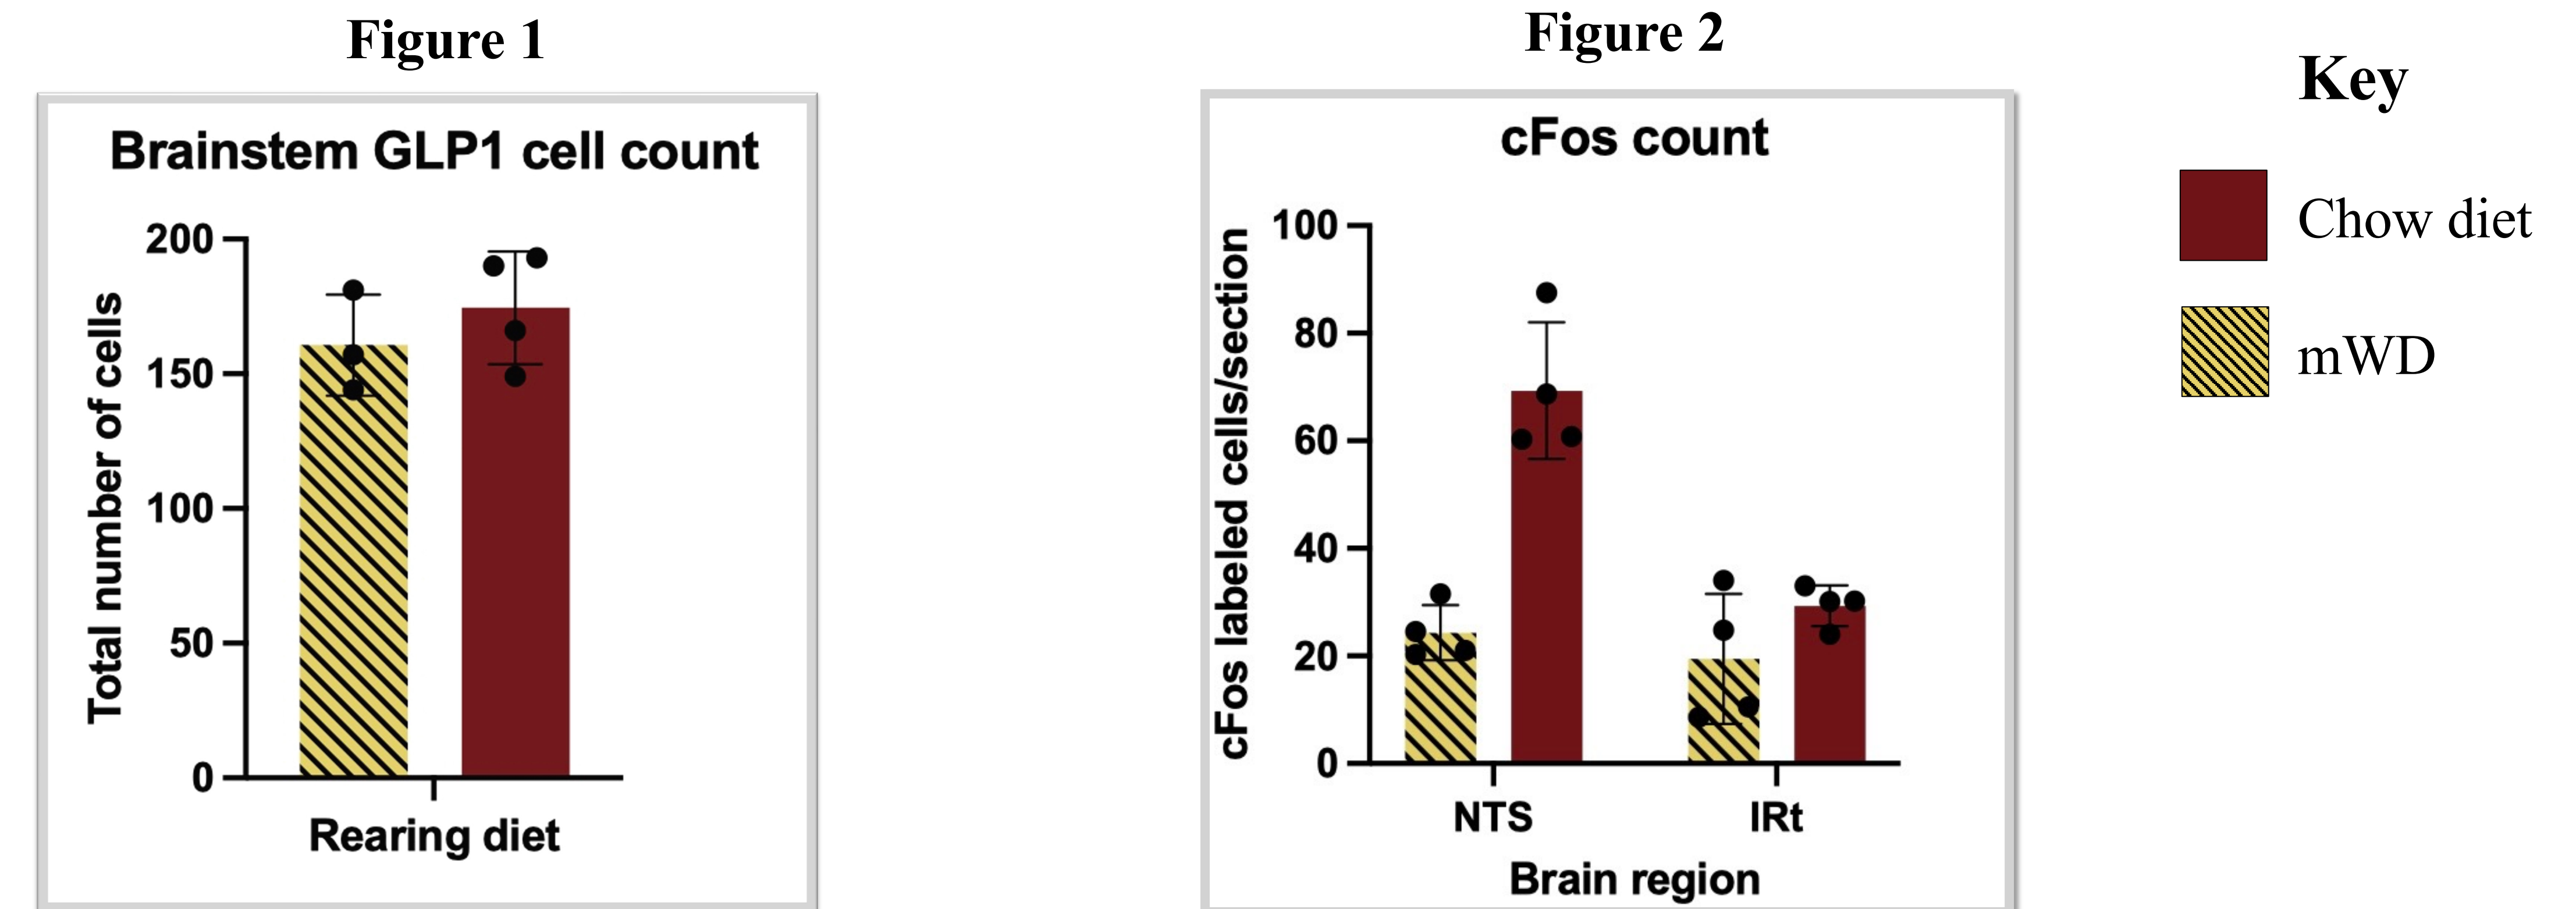 Figure 1
Brainstem GLP1 cell count
Total number of cells
200
150
100
50
0
Rearing diet
Figure 2
cFos count
cFos labeled cells/section
100
80
60
40
20
0
NTS IRt
Brain region
Key
Chow diet
mWD